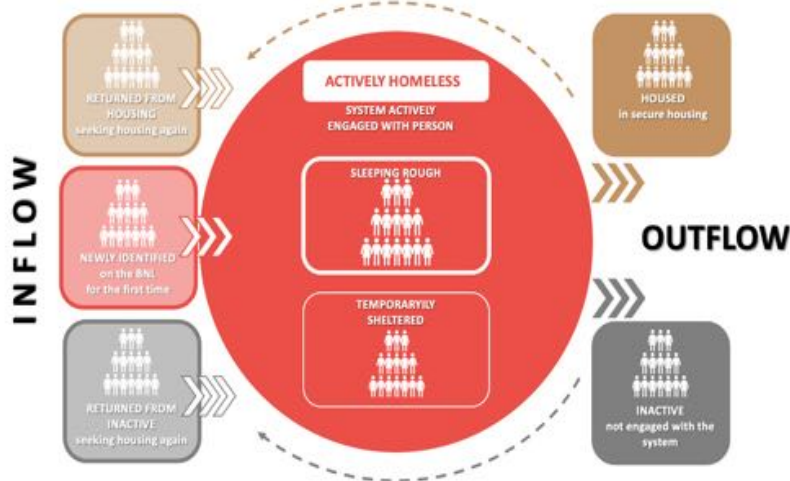 INFLOW
RETURNED FROM
HOUSING
seeking housing again
NEWLY IDENTIFIED
on the BNL
for the first time
RETURNED FROM
INACTIVE
seeking housing again
ACTIVELY HOMELESS
SYSTEM ACTIVELY
ENGAGED WITH PERSON
SLEEPING ROUGH
TEMPORARYILY
SHELTERED
HOUSED
in secure housing
OUTFLOW
INACTIVE
not engaged with the
system